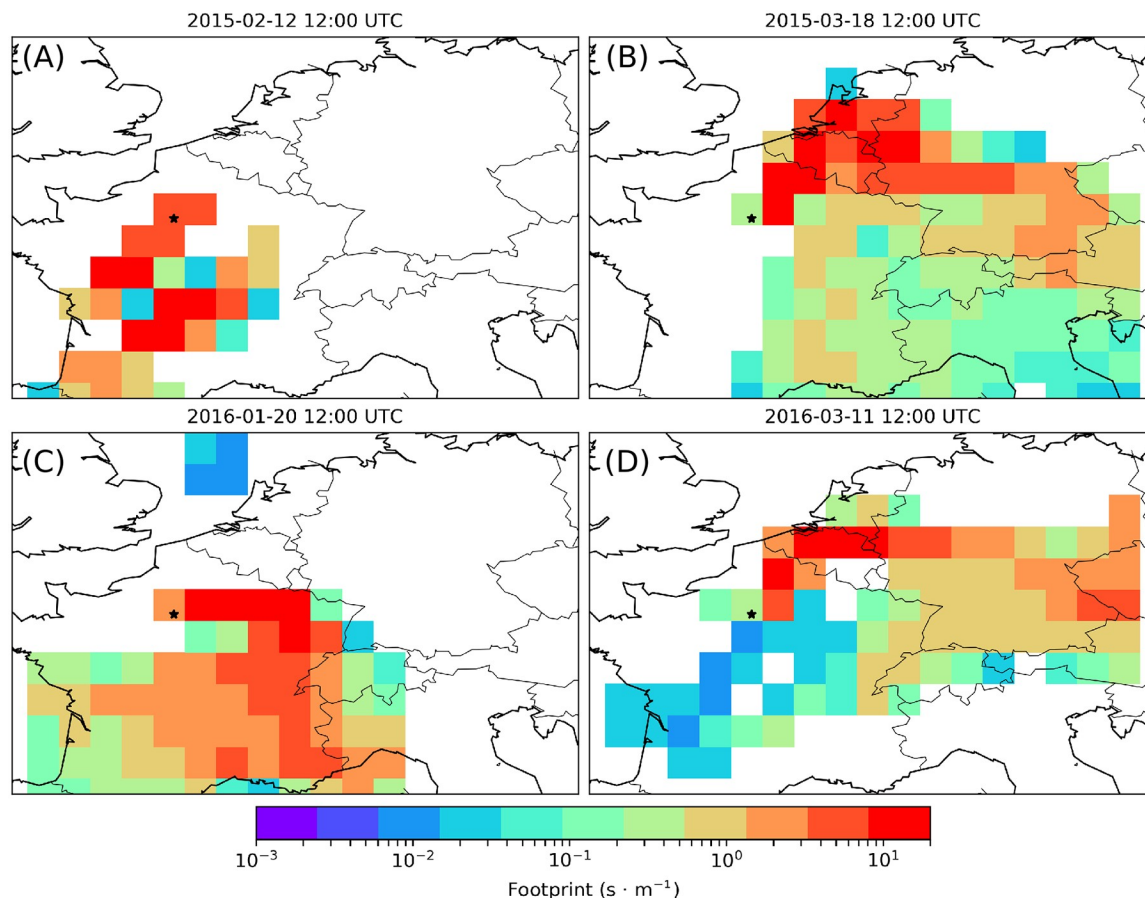 2015-02-12 12:00 UTC
2015-03-18 12:00 UTC
(A)
(B)
2016-01-20 12:00 UTC
2016-03-11 12:00 UTC
(C)
(D)
10⁻³ 10⁻² 10⁻¹ 10⁰ 10¹
Footprint (s · m⁻¹)